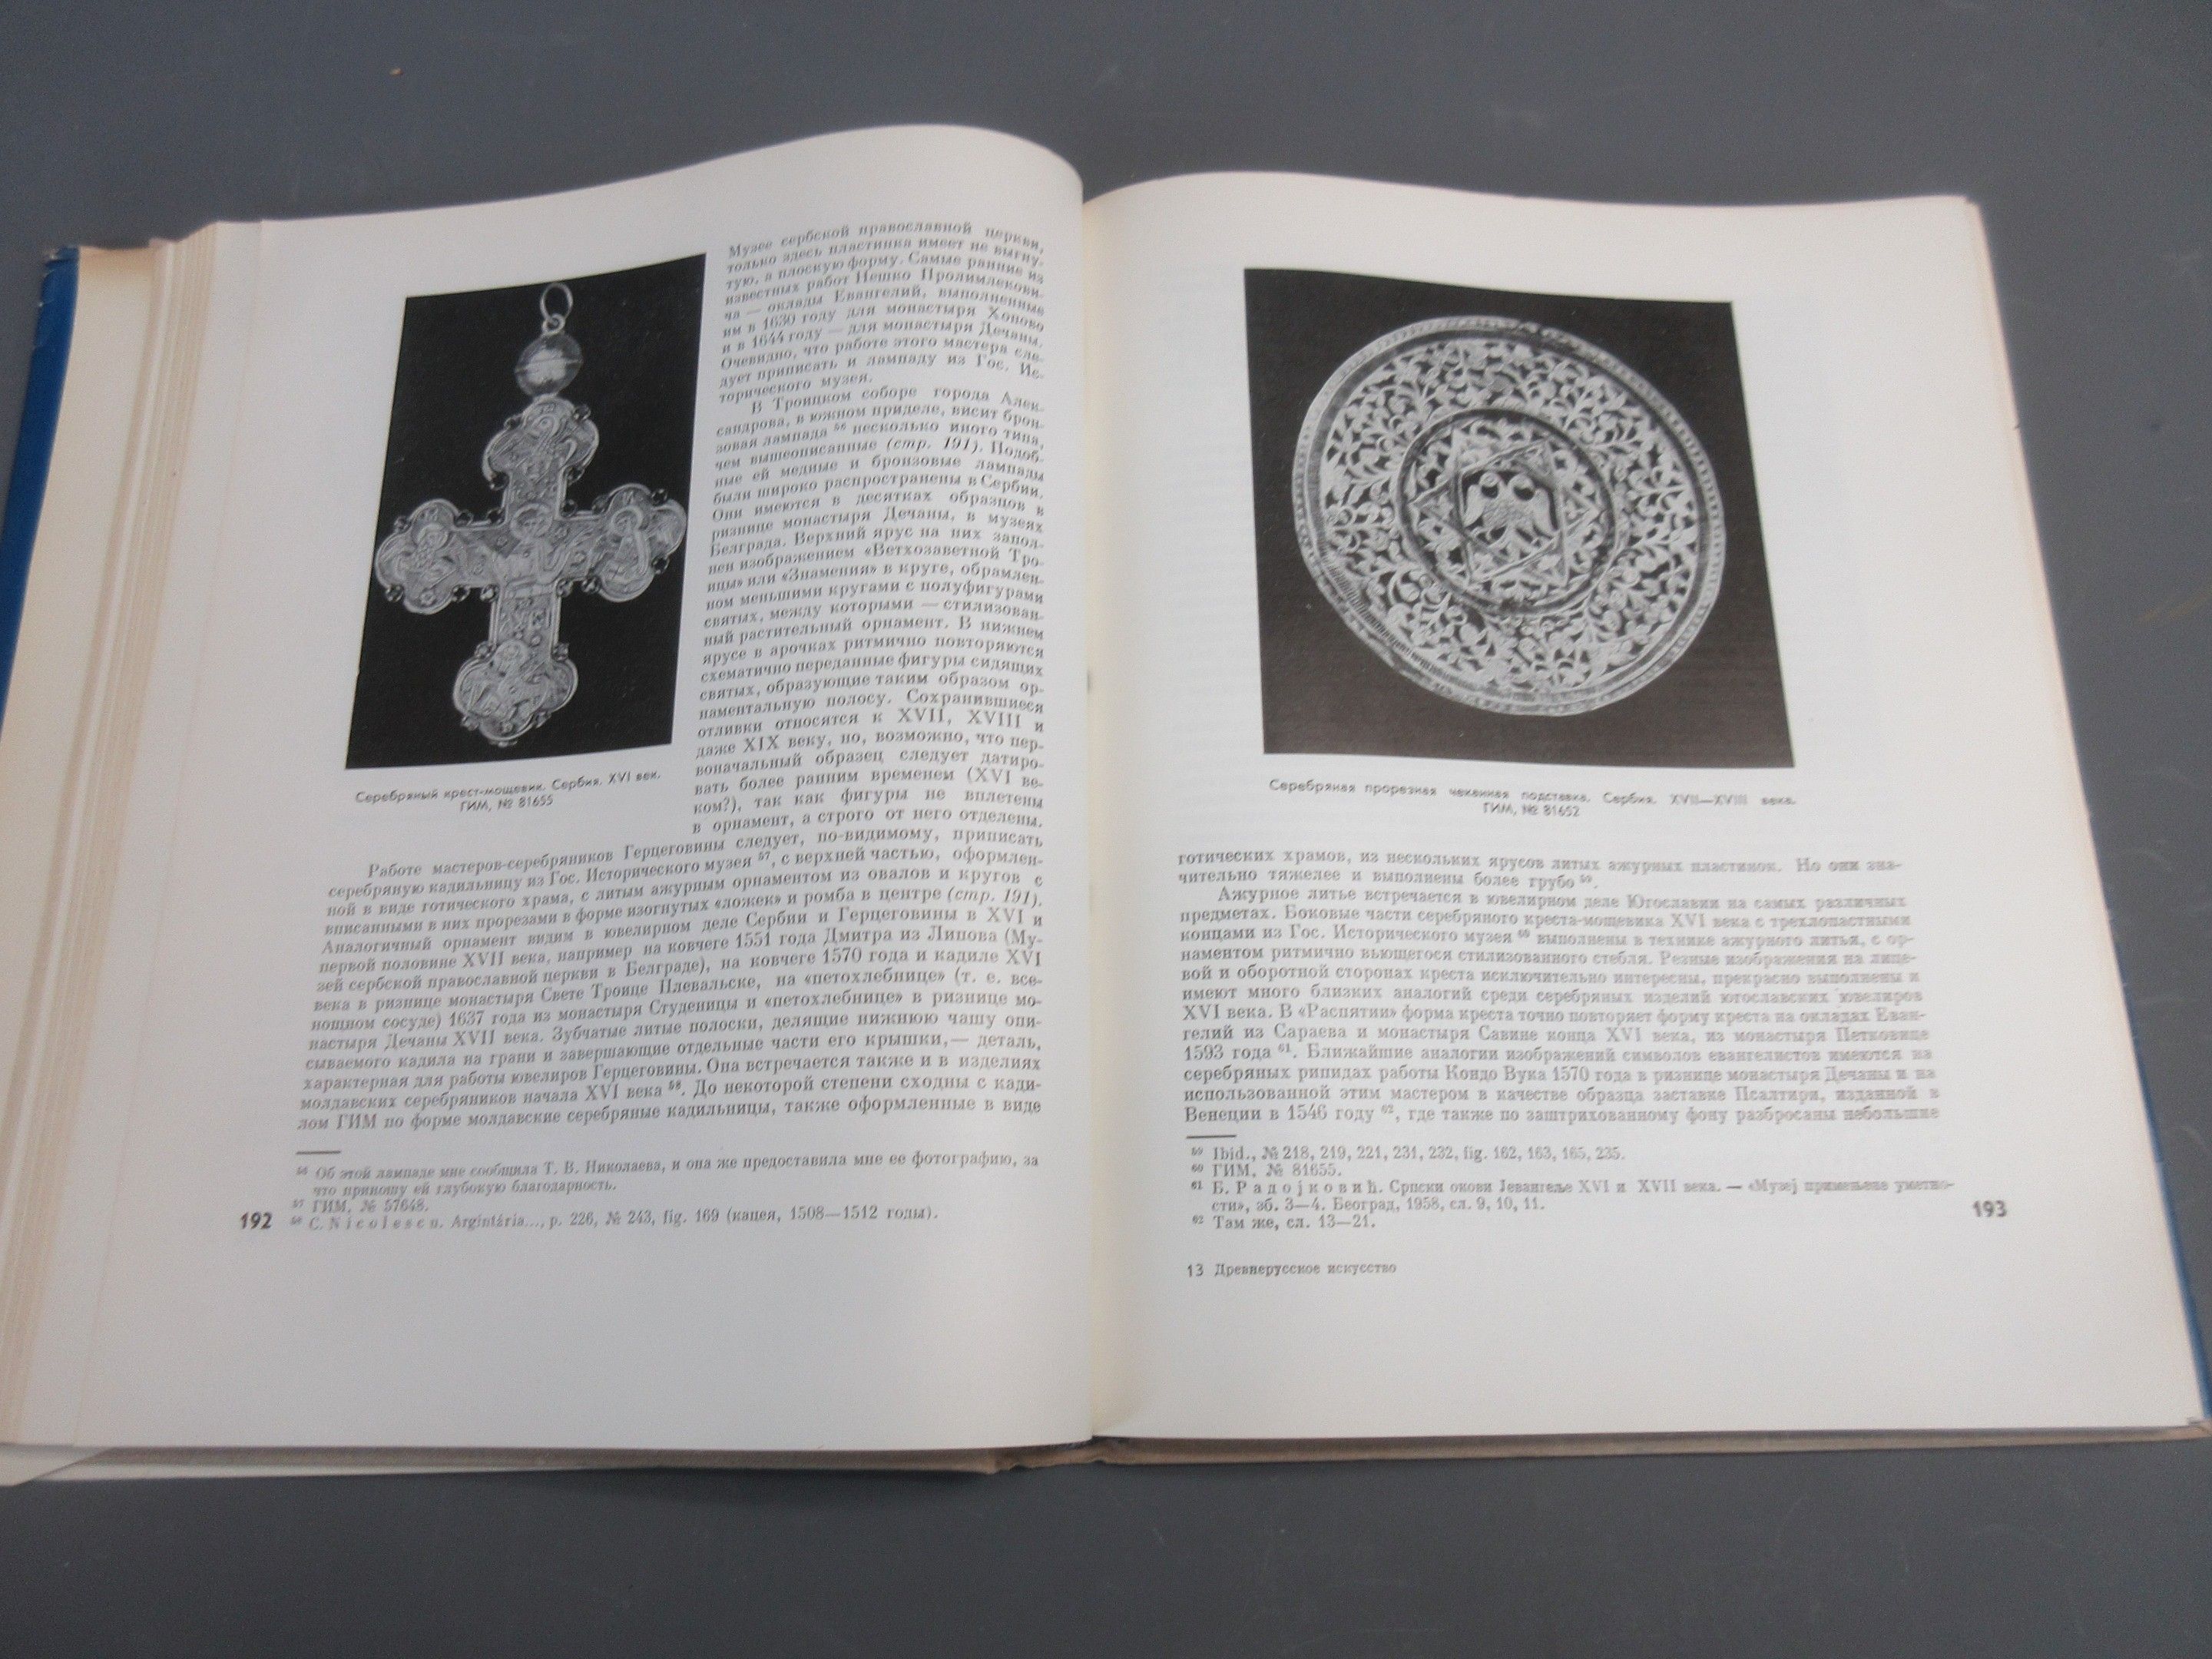 Музее сербской православной церкви,
только здесь пластинка имеет не выгну-
тую, а плоскую форму. Самые ранние из
известных работ Нешко Пролимлекови-
ча — оклады Евангелий, выполненные
им в 1630 году для монастыря Хопово
и в 1644 году — для монастыря Дечаны.
Очевидно, что работе этого мастера сле-
дует приписать и лампаду из Гос. Ис-
торического музея.
В Троицком соборе города Алек-
сандрова, в южном приделе, висит брон-
зовая лампада 56 несколько иного типа,
чем вышеописанные (стр. 191). Подоб-
ные ей медные и бронзовые лампады
были широко распространены в Сербии.
Они имеются в десятках образцов в
ризнице монастыря Дечаны, в музеях
Белграда. Верхний ярус на них запол-
нен изображением «Ветхозаветной Тро-
ицы» или «Знамения» в круге, обрамлен-
ном меньшими кругами с полуфигурами
святых, между которыми — стилизован-
ный растительный орнамент. В нижнем
ярусе в арочках ритмично повторяются
схематично переданные фигуры сидящих
святых, образующие таким образом ор-
наментальную полосу. Сохранившиеся
отливки относятся к XVII, XVIII и
даже XIX веку, но, возможно, что пер-
воначальный образец следует датиро-
вать более ранним временем (XVI ве-
ком?), так как фигуры не вплетены
в орнамент, а строго от него отделены.
Серебряный крест-мощевик. Сербия. XVI век.
ГИМ, № 81655
Работе мастеров-серебряников Герцеговины следует, по-видимому, приписать
серебряную кадильницу из Гос. Исторического музея 57, с верхней частью, оформлен-
ной в виде готического храма, с литым ажурным орнаментом из овалов и кругов с
вписанными в них прорезами в форме изогнутых «ложек» и ромба в центре (стр. 191).
Аналогичный орнамент видим в ювелирном деле Сербии и Герцеговины в XVI и
первой половине XVII века, например на ковчеге 1551 года Дмитра из Липова (Му-
зей сербской православной церкви в Белграде), на ковчеге 1570 года и кадиле XVI
века в ризнице монастыря Свете Троице Плевальске, на «петохлебнице» (т. е. все-
нощном сосуде) 1637 года из монастыря Студеницы и «петохлебнице» в ризнице мо-
настыря Дечаны XVII века. Зубчатые литые полоски, делящие нижнюю чашу опи-
сываемого кадила на грани и завершающие отдельные части его крышки,— деталь,
характерная для работы ювелиров Герцеговины. Она встречается также и в изделиях
молдавских серебряников начала XVI века 58. До некоторой степени сходны с кади-
лом ГИМ по форме молдавские серебряные кадильницы, также оформленные в виде
56 Об этой лампаде мне сообщила Т. В. Николаева, и она же предоставила мне ее фотографию, за
что приношу ей глубокую благодарность.
57 ГИМ, № 57648.
58 C. Nicolescu. Argintăria..., p. 226, № 243, fig. 169 (кацея, 1508—1512 годы).
192
Серебряная прорезная чеканная подставка. Сербия. XVII—XVIII века.
ГИМ, № 81652
готических храмов, из нескольких ярусов литых ажурных пластинок. Но они зна-
чительно тяжелее и выполнены более грубо 59.
Ажурное литье встречается в ювелирном деле Югославии на самых различных
предметах. Боковые части серебряного креста-мощевика XVI века с трехлопастными
концами из Гос. Исторического музея 60 выполнены в технике ажурного литья, с ор-
наментом ритмично вьющегося стилизованного стебля. Резные изображения на лице-
вой и оборотной сторонах креста исключительно интересны, прекрасно выполнены и
имеют много близких аналогий среди серебряных изделий югославских ювелиров
XVI века. В «Распятии» форма креста точно повторяет форму креста на окладах Еван-
гелий из Сараева и монастыря Савине конца XVI века, из монастыря Петковице
1593 года 61. Ближайшие аналогии изображений символов евангелистов имеются на
серебряных рипидах работы Кондо Вука 1570 года в ризнице монастыря Дечаны и на
использованной этим мастером в качестве образца заставке Псалтири, изданной в
Венеции в 1546 году 62, где также по заштрихованному фону разбросаны небольшие
59 Ibid., № 218, 219, 221, 231, 232, fig. 162, 163, 165, 235.
60 ГИМ, № 81655.
61 Б. Радојковић. Српски окови Јевангеље XVI и XVII века. — «Музеј примењене уметно-
сти», зб. 3—4. Београд, 1958, сл. 9, 10, 11.
62 Там же, сл. 13—21.
193
13 Древнерусское искусство